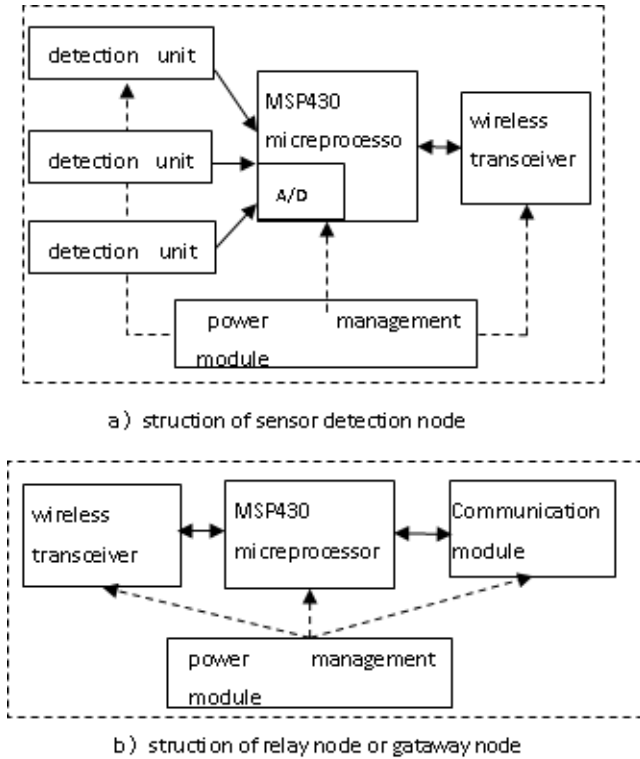 detection unit
detection unit
detection unit
MSP430
micreprocesso
A/D
wireless
transceiver
power management
module
a) struction of sensor detection node
wireless
transceiver
MSP430
micreprocessor
Communication
module
power management
module
b) struction of relay node or gataway node